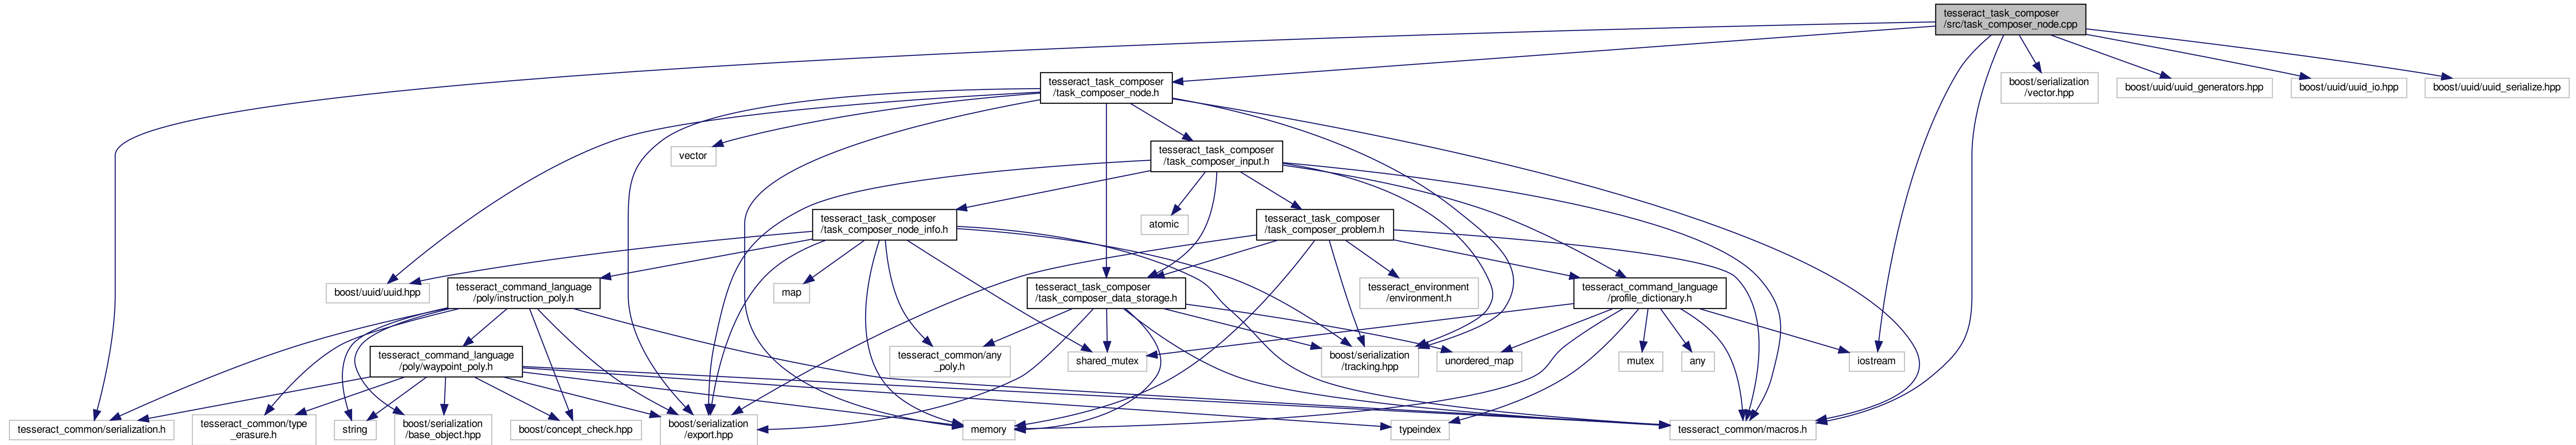 tesseract_task_composer
/src/task_composer_node.cpp
tesseract_task_composer
/task_composer_node.h
boost/serialization
/vector.hpp
boost/uuid/uuid_generators.hpp
boost/uuid/uuid_io.hpp
boost/uuid/uuid_serialize.hpp
vector
tesseract_task_composer
/task_composer_input.h
tesseract_task_composer
/task_composer_node_info.h
atomic
tesseract_task_composer
/task_composer_problem.h
boost/uuid/uuid.hpp
tesseract_command_language
/poly/instruction_poly.h
map
tesseract_task_composer
/task_composer_data_storage.h
tesseract_environment
/environment.h
tesseract_command_language
/profile_dictionary.h
tesseract_command_language
/poly/waypoint_poly.h
tesseract_common/any
_poly.h
shared_mutex
boost/serialization
/tracking.hpp
unordered_map
mutex
any
iostream
tesseract_common/serialization.h
tesseract_common/type
_erasure.h
string
boost/serialization
/base_object.hpp
boost/concept_check.hpp
boost/serialization
/export.hpp
memory
typeindex
tesseract_common/macros.h